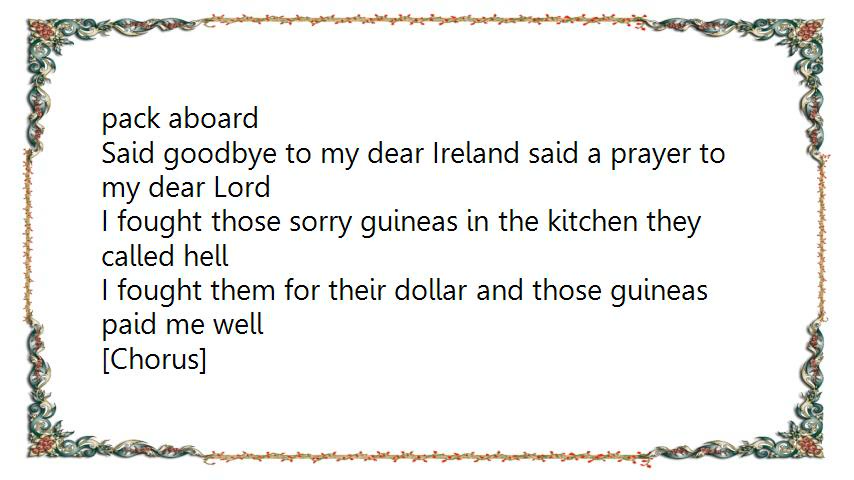 pack aboard
Said goodbye to my dear Ireland said a prayer to
my dear Lord
I fought those sorry guineas in the kitchen they
called hell
I fought them for their dollar and those guineas
paid me well
[Chorus]